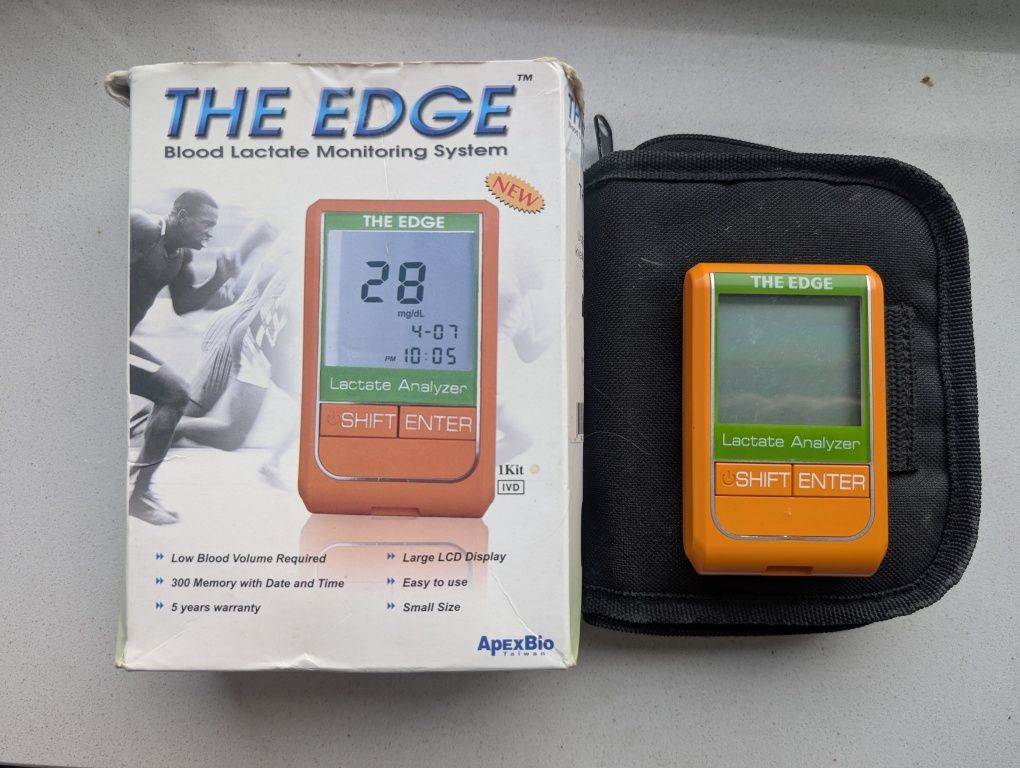 THE EDGE™
Blood Lactate Monitoring System
NEW
THE EDGE
28
mg/dL
4-07
PM 10:05
Lactate Analyzer
SHIFT ENTER
1Kit
IVD
Low Blood Volume Required
300 Memory with Date and Time
5 years warranty
Large LCD Display
Easy to use
Small Size
ApexBio
Taiwan
THE EDGE
Lactate Analyzer
SHIFT ENTER